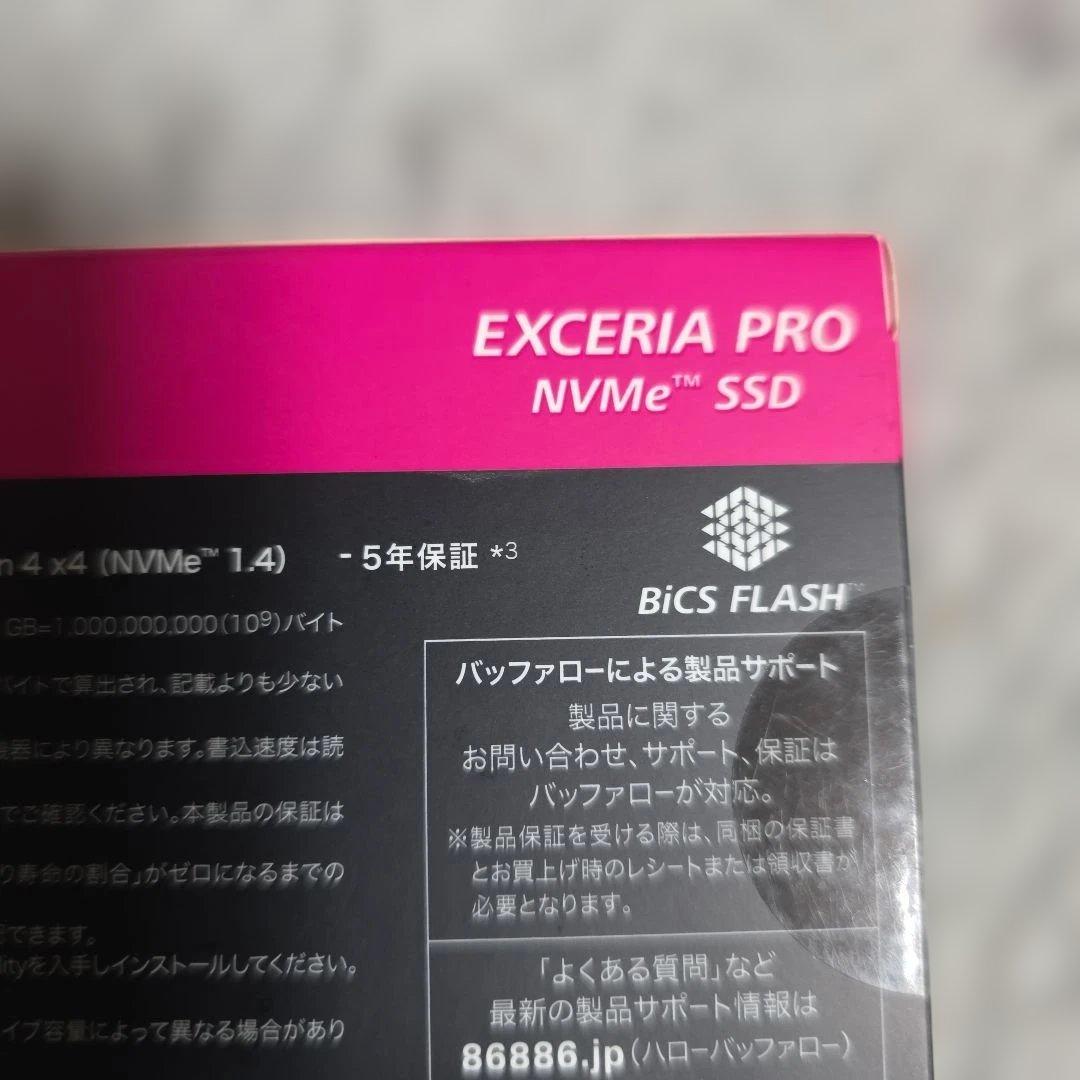 EXCERIA PRO
NVMe™ SSD
n 4 x4 (NVMe™ 1.4)
- 5年保証 *3
BiCS FLASH™
GB=1,000,000,000(10⁹)バイト
バイトで算出され、記載よりも少ない
機器により異なります。書込速度は読
でご確認ください。本製品の保証は
り寿命の割合」がゼロになるまでの
できます。
ilityを入手しインストールしてください。
イブ容量によって異なる場合があり
バッファローによる製品サポート
製品に関する
お問い合わせ、サポート、保証は
バッファローが対応。
※製品保証を受ける際は、同梱の保証書
とお買上げ時のレシートまたは領収書が
必要となります。
「よくある質問」など
最新の製品サポート情報は
86886.jp(ハローバッファロー)